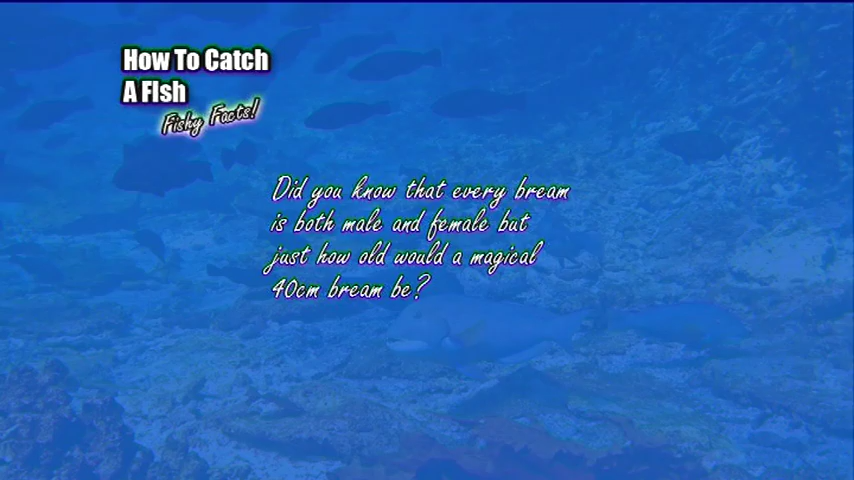 How To Catch
A FIsh
Fishy Facts!
Did you know that every bream
is both male and female but
just how old would a magical
40cm bream be?